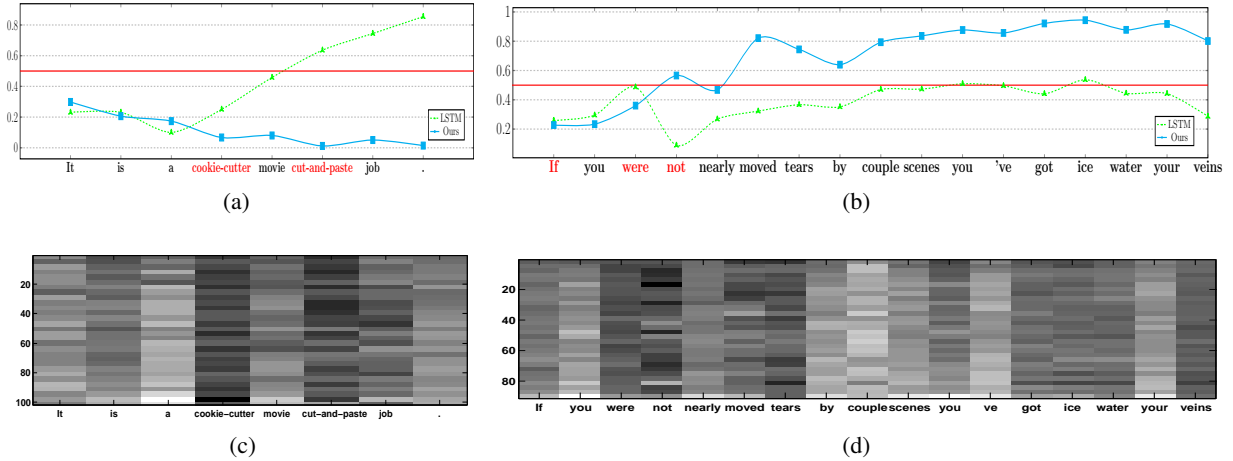 0.8
0.6
0.4
0.2
0
LSTM
Ours
It is a cookie-cutter movie cut-and-paste job .
(a)
1
0.8
0.6
0.4
0.2
LSTM
Ours
If you were not nearly moved tears by couple scenes you 've got ice water your veins
(b)
20
40
60
80
100
It is a cookie-cutter movie cut-and-paste job .
(c)
20
40
60
80
If you were not nearly moved tears by couple scenes you ve got ice water your veins
(d)